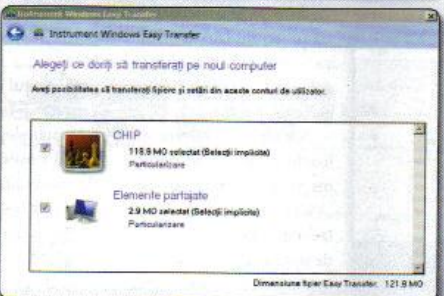 Instrument Windows Easy Transfer
Instrument Windows Easy Transfer
Alegeți ce doriți să transferați pe noul computer
Aveți posibilitatea să transferați fișiere și setări din aceste conturi de utilizator.
CHIP
118.9 MO selectat (Selecții implicite)
Particularizare
Elemente partajate
2.9 MO selectat (Selecții implicite)
Particularizare
Dimensiune fișier Easy Transfer: 121.8 MO